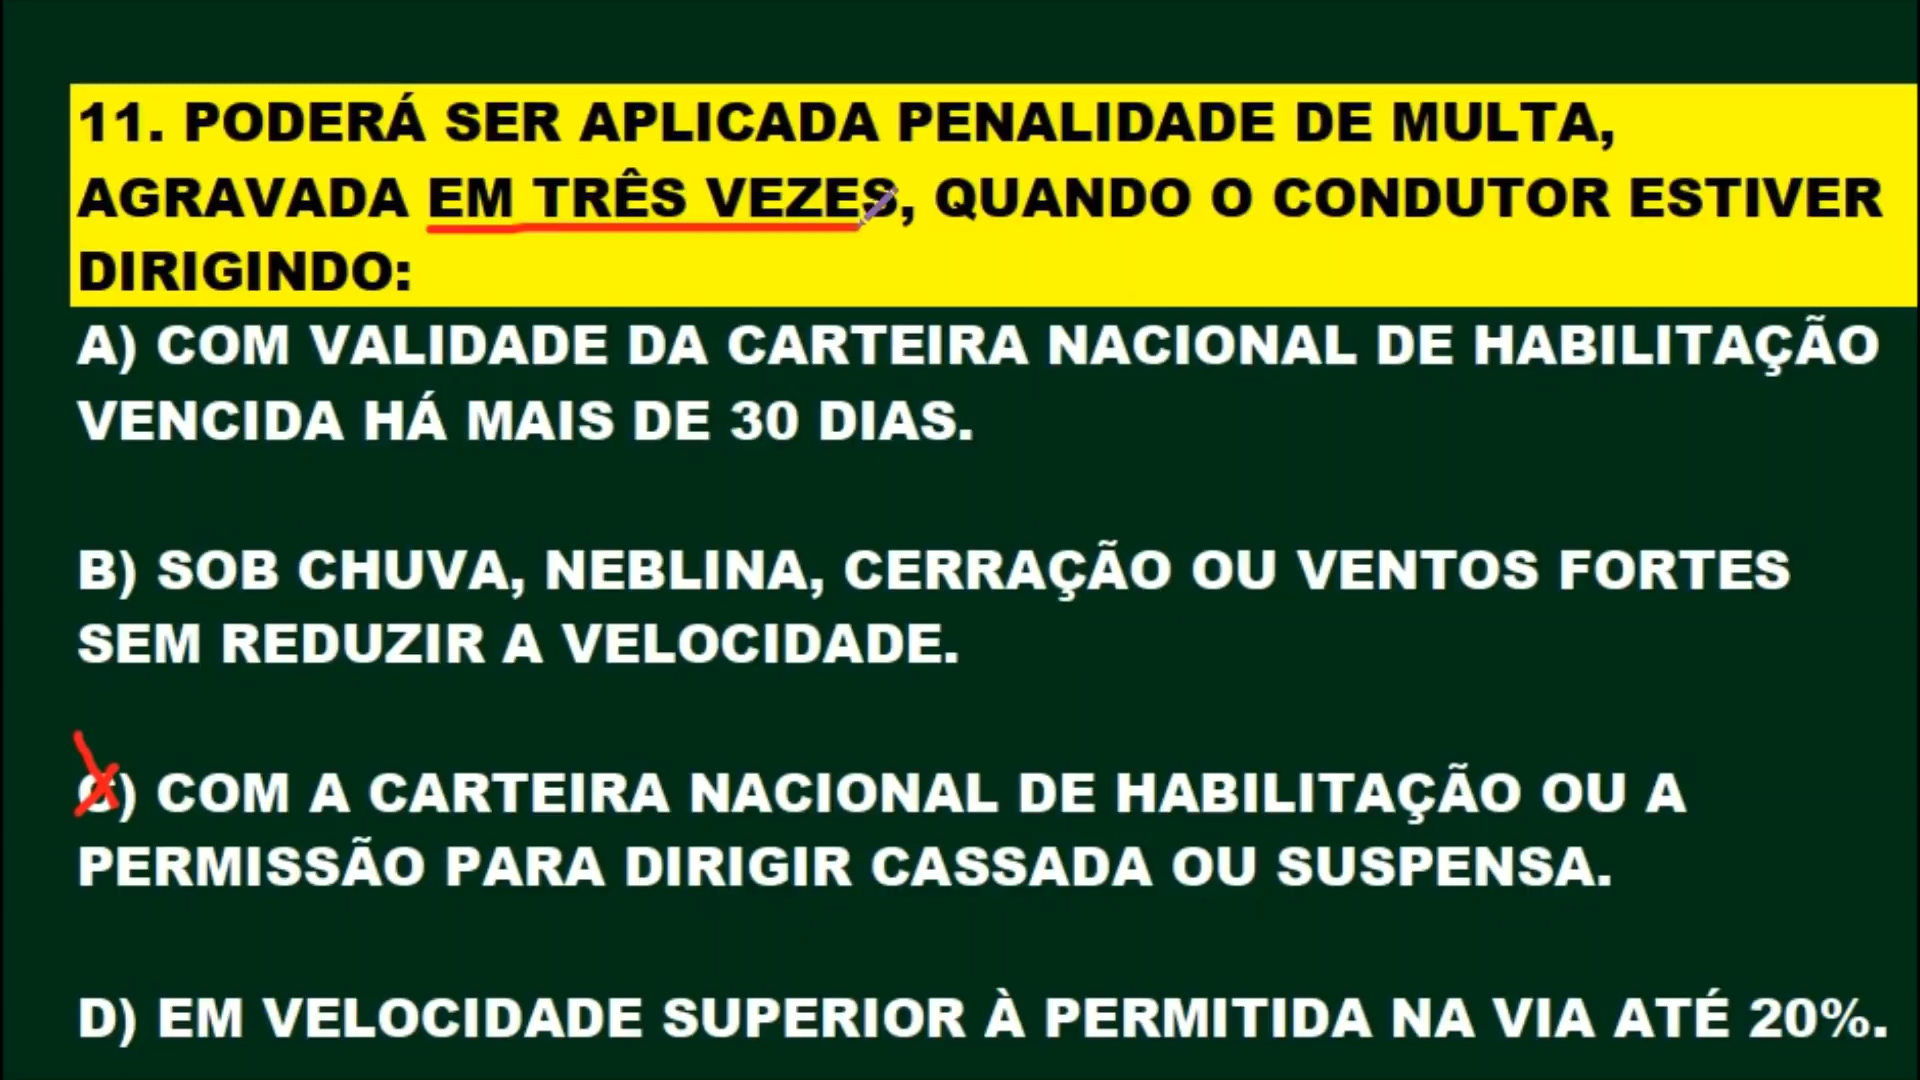 11. PODERÁ SER APLICADA PENALIDADE DE MULTA,
AGRAVADA EM TRÊS VEZES, QUANDO O CONDUTOR ESTIVER
DIRIGINDO:
A) COM VALIDADE DA CARTEIRA NACIONAL DE HABILITAÇÃO
VENCIDA HÁ MAIS DE 30 DIAS.
B) SOB CHUVA, NEBLINA, CERRAÇÃO OU VENTOS FORTES
SEM REDUZIR A VELOCIDADE.
C) COM A CARTEIRA NACIONAL DE HABILITAÇÃO OU A
PERMISSÃO PARA DIRIGIR CASSADA OU SUSPENSA.
D) EM VELOCIDADE SUPERIOR À PERMITIDA NA VIA ATÉ 20%.